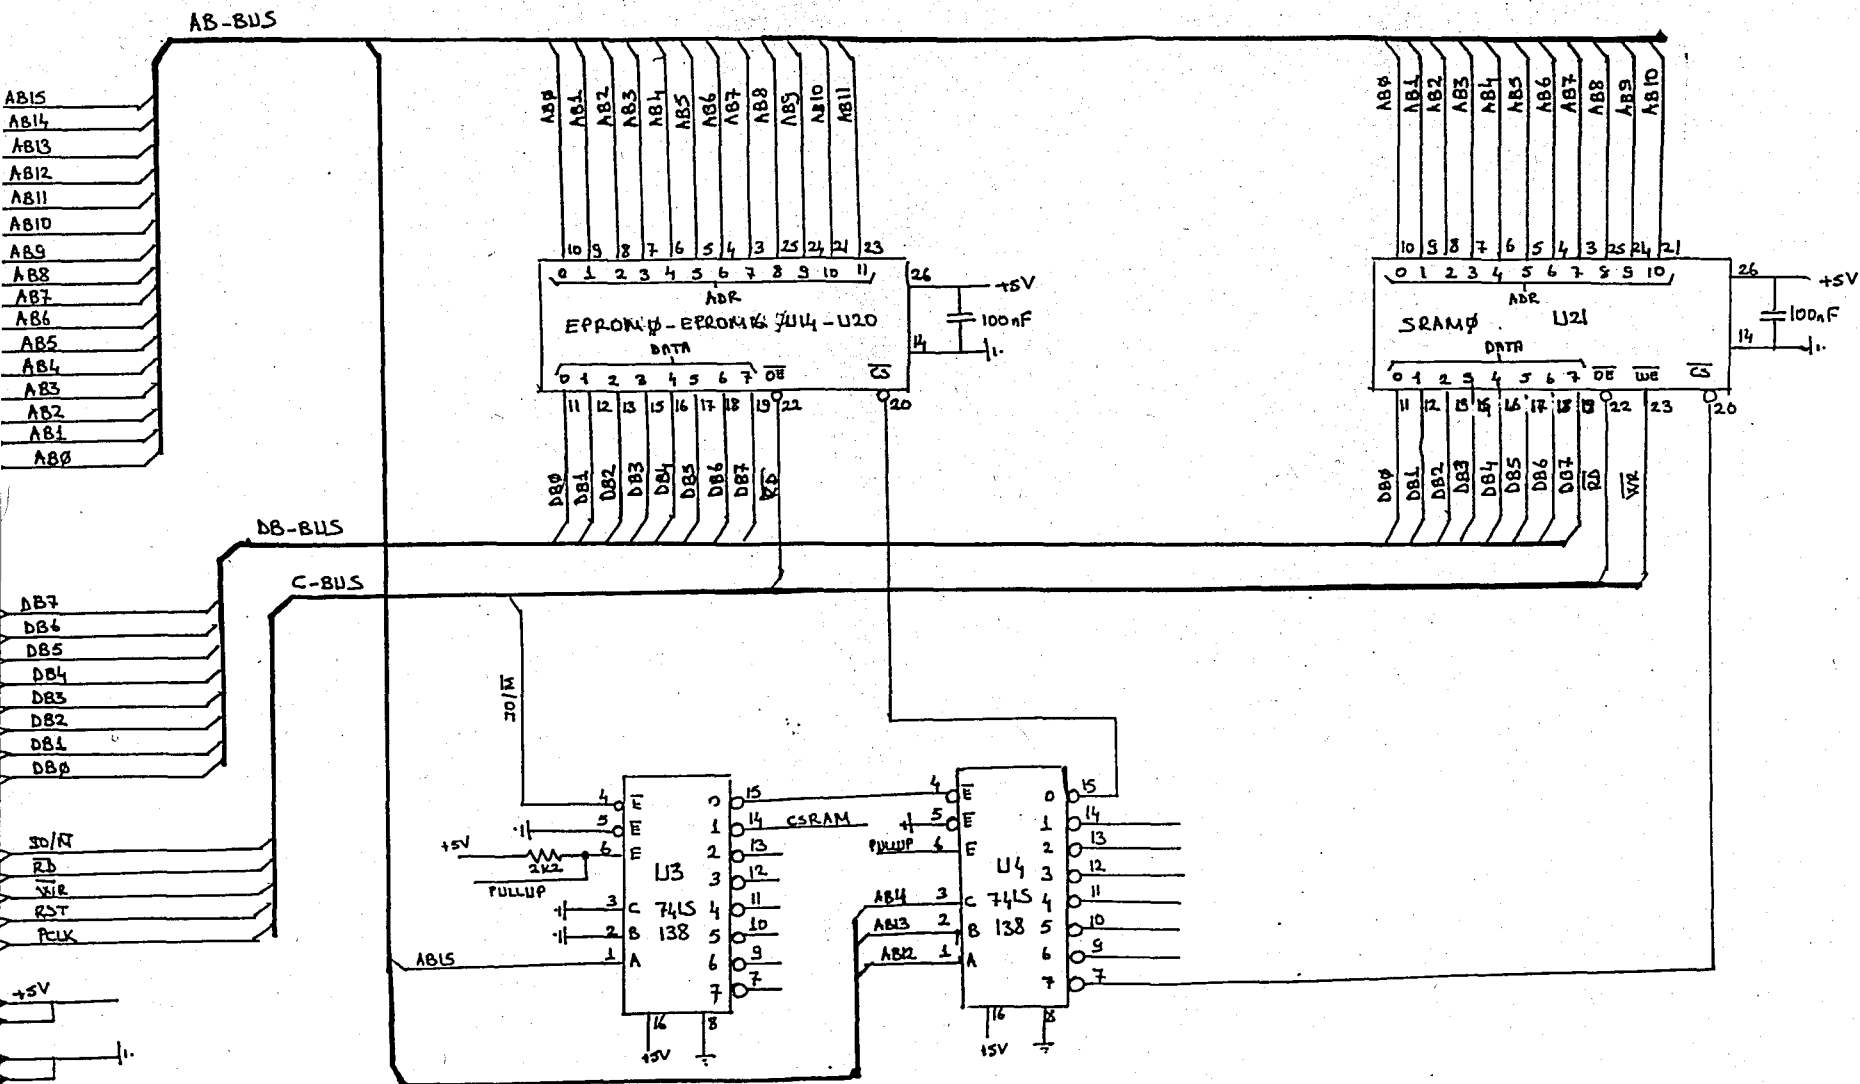 AB-BUS
AB15
AB14
AB13
AB12
AB11
AB10
AB9
AB8
AB7
AB6
AB5
AB4
AB3
AB2
AB1
ABØ
ABØ AB1 AB2 AB3 AB4 AB5 AB6 AB7 AB8 AB9 AB10 AB11
10 9 8 7 6 5 4 3 25 24 21 23
0 1 2 3 4 5 6 7 8 9 10 11
ADR
26
+5V
100nF
14
U14-U20
DATA
0 1 2 3 4 5 6 7 OE CS
11 12 13 15 16 17 18 19 22 20
DBØ DB1 DB2 DB3 DB4 DB5 DB6 DB7 RD
ABØ AB1 AB2 AB3 AB4 AB5 AB6 AB7 AB8 AB9 AB10
10 9 8 7 6 5 4 3 25 24 21
0 1 2 3 4 5 6 7 8 9 10
ADR
26
+5V
100nF
14
SRAMØ U21
DATA
0 1 2 3 4 5 6 7 OE WE CS
11 12 13 15 16 17 18 19 22 23 20
DBØ DB1 DB2 DB3 DB4 DB5 DB6 DB7 RD WR
DB-BUS
C-BUS
DB7
DB6
DB5
DB4
DB3
DB2
DB1
DBØ
IO/M
RD
WR
RST
PCLK
+5V
IO/M
4 E
5 E
+5V
2K2
6 E
PULLUP
3 C
2 B
AB15 1 A
U3
74LS
138
0 15
1 14 CSRAM
2 13
3 12
4 11
5 10
6 9
7 7
16
8
+5V
4 E
5 E
PULLUP 6 E
AB14 3 C
AB13 2 B
AB12 1 A
U4
74LS
138
0 15
1 14
2 13
3 12
4 11
5 10
6 9
7 7
16
8
+5V